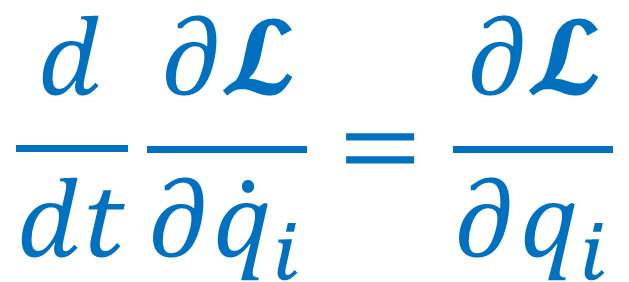 d/dt ∂ℒ/∂q̇ᵢ = ∂ℒ/∂qᵢ